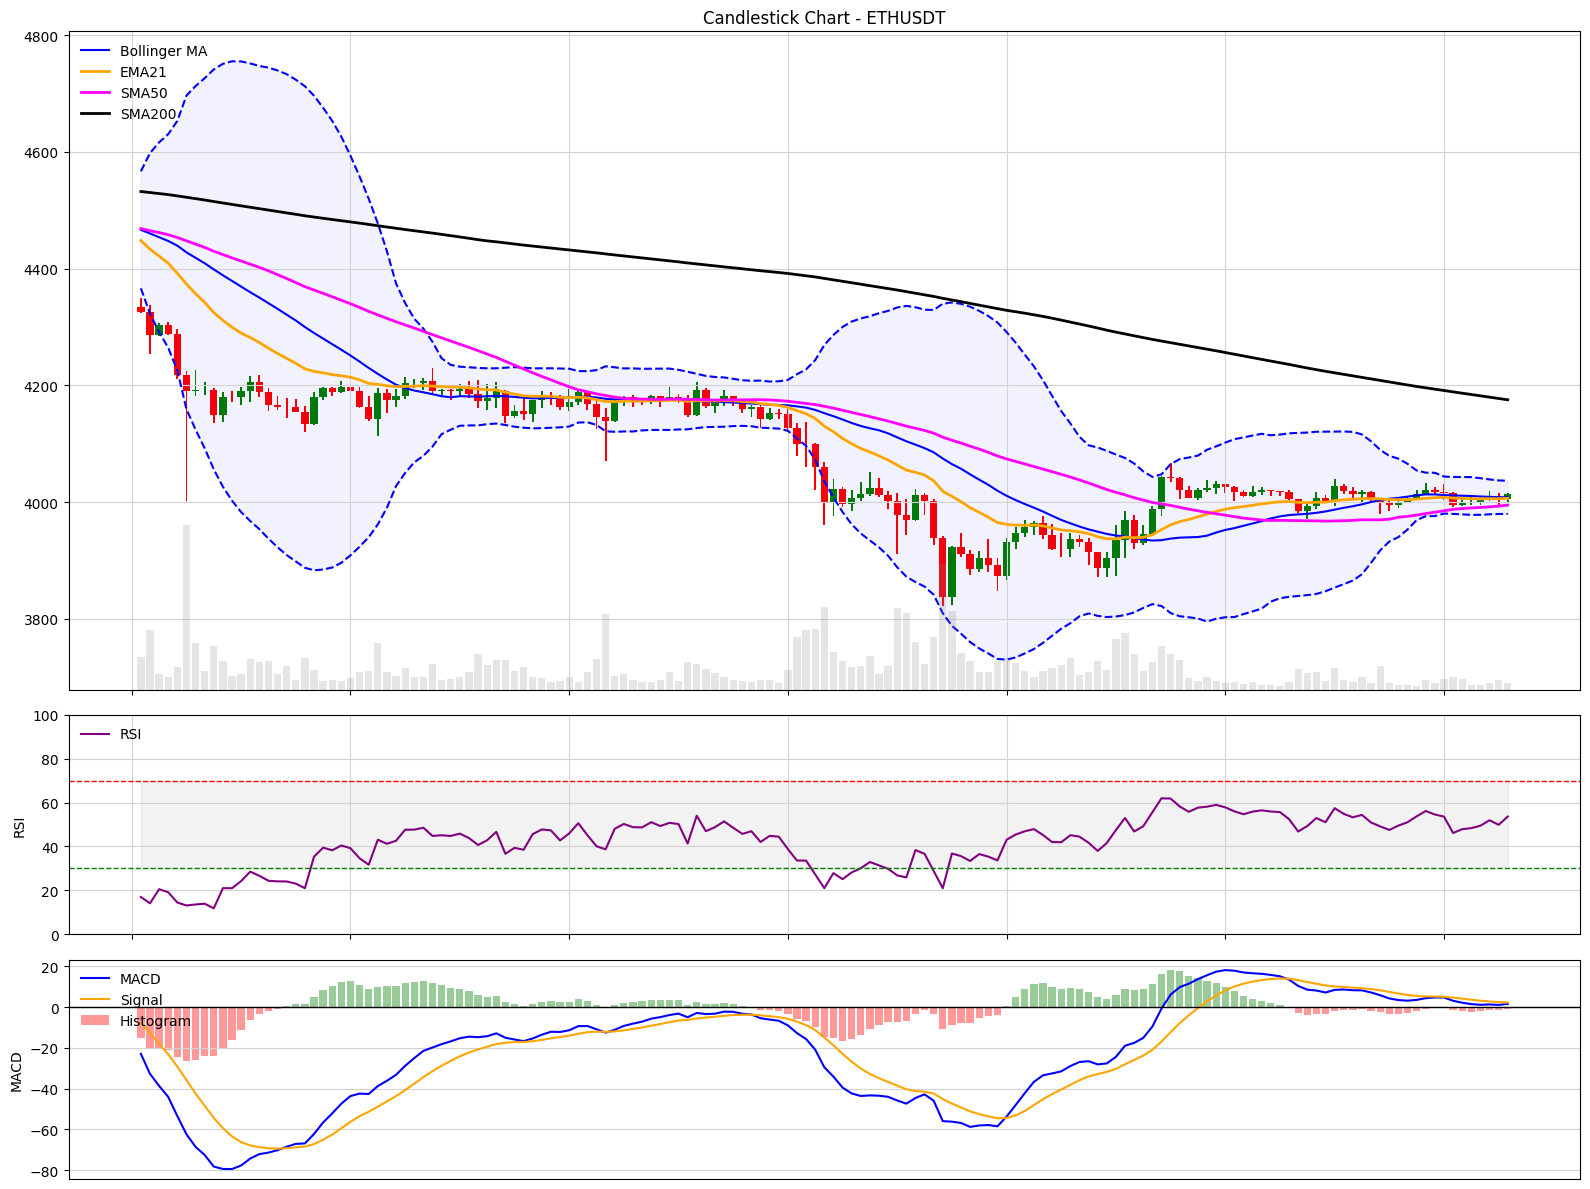 Candlestick Chart - ETHUSDT
4800
4600
4400
4200
4000
3800
Bollinger MA
EMA21
SMA50
SMA200
100
80
60
40
20
0
RSI
RSI
20
0
−20
−40
−60
−80
MACD
MACD
Signal
Histogram